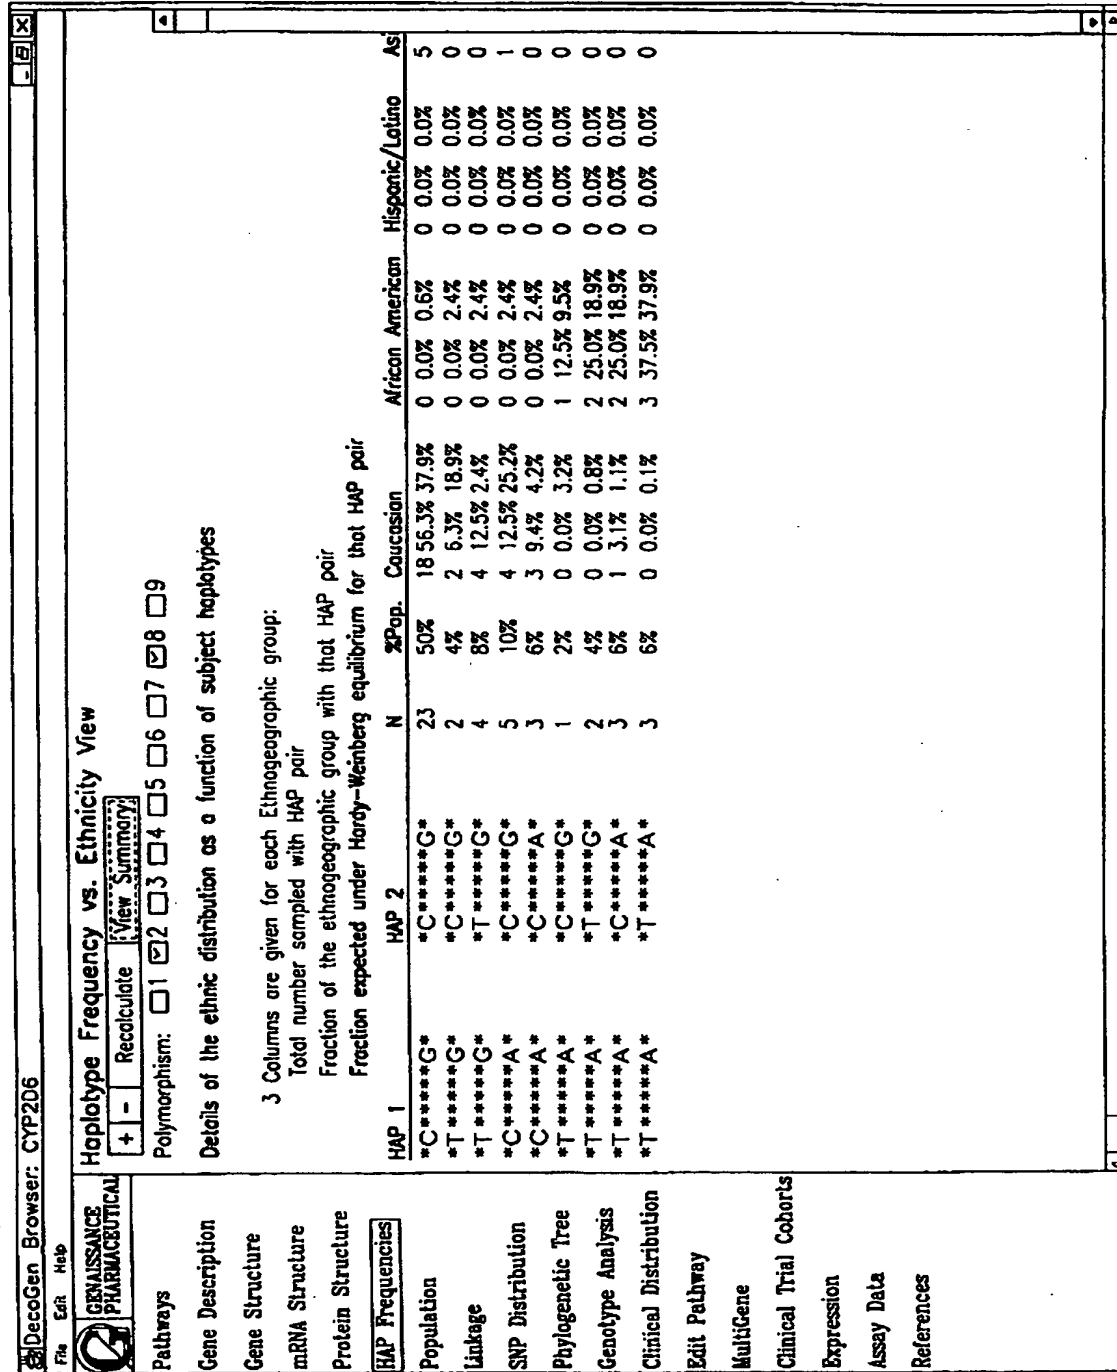 DecoGen Browser: CYP2D6
File Edit Help
GENAISSANCE
PHARMACEUTICAL
Pathways
Gene Description
Gene Structure
mRNA Structure
Protein Structure
HAP Frequencies
Population
Linkage
SNP Distribution
Phylogenetic Tree
Genotype Analysis
Clinical Distribution
Edit Pathway
MultiGene
Clinical Trial Cohorts
Expression
Assay Data
References
Haplotype Frequency vs. Ethnicity View
+ - Recalculate View Summary
Polymorphism: 1 2 3 4 5 6 7 8 9
Details of the ethnic distribution as a function of subject haplotypes
3 Columns are given for each Ethnogeographic group:
Total number sampled with HAP pair
Fraction of the ethnogeographic group with that HAP pair
Fraction expected under Hardy-Weinberg equilibrium for that HAP pair
HAP 1 HAP 2 N %Pop. Caucasian African American Hispanic/Latino Asi
*C*****G* *C*****G* 23 50% 18 56.3% 37.9% 0 0.0% 0.6% 0 0.0% 0.0% 5
*T*****G* *C*****G* 2 4% 2 6.3% 18.9% 0 0.0% 2.4% 0 0.0% 0.0% 0
*T*****G* *T*****G* 4 8% 4 12.5% 2.4% 0 0.0% 2.4% 0 0.0% 0.0% 0
*C*****A* *C*****G* 5 10% 4 12.5% 25.2% 0 0.0% 2.4% 0 0.0% 0.0% 1
*C*****A* *C*****A* 3 6% 3 9.4% 4.2% 0 0.0% 2.4% 0 0.0% 0.0% 0
*T*****A* *C*****G* 1 2% 0 0.0% 3.2% 1 12.5% 9.5% 0 0.0% 0.0% 0
*T*****A* *T*****G* 2 4% 0 0.0% 0.8% 2 25.0% 18.9% 0 0.0% 0.0% 0
*T*****A* *C*****A* 3 6% 1 3.1% 1.1% 2 25.0% 18.9% 0 0.0% 0.0% 0
*T*****A* *T*****A* 3 6% 0 0.0% 0.1% 3 37.5% 37.9% 0 0.0% 0.0% 0